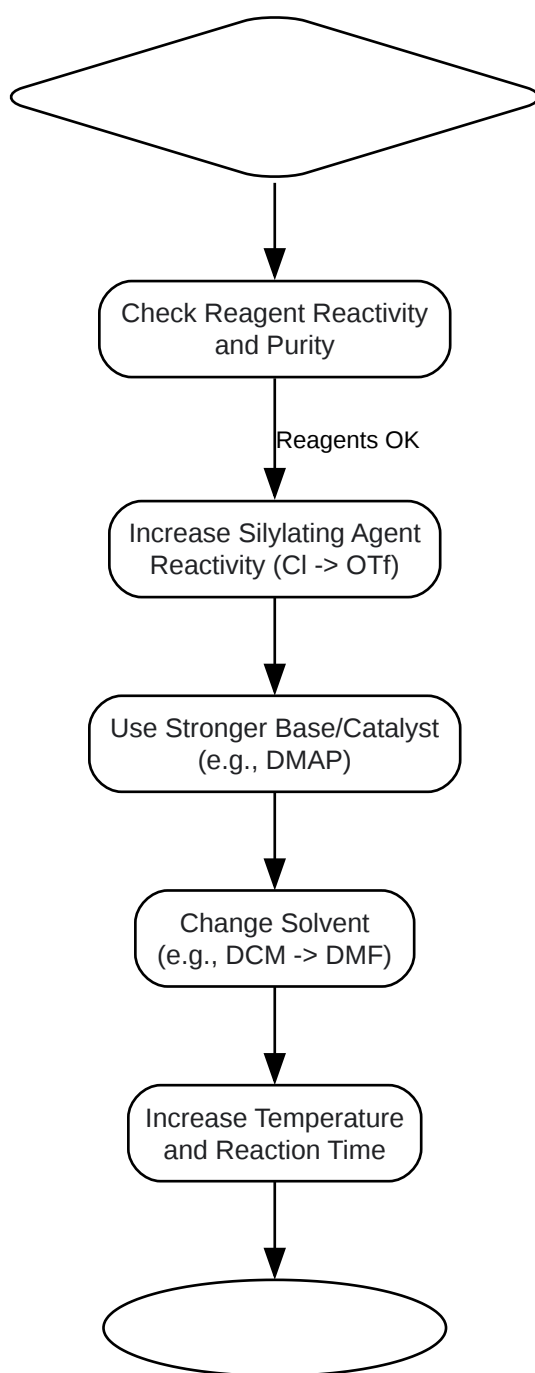 Check Reagent Reactivity
and Purity
Reagents OK
Increase Silylating Agent
Reactivity (Cl -> OTf)
Use Stronger Base/Catalyst
(e.g., DMAP)
Change Solvent
(e.g., DCM -> DMF)
Increase Temperature
and Reaction Time